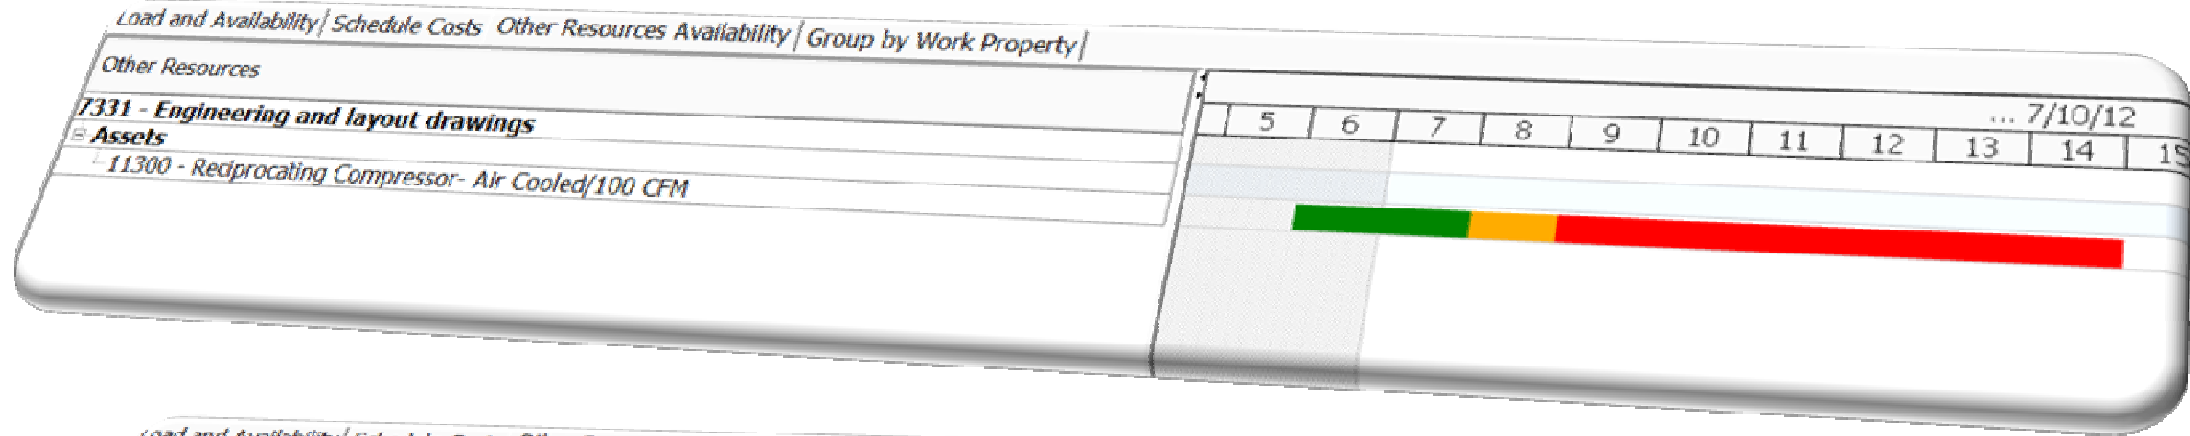 Load and Availability Schedule Costs Other Resources Availability Group by Work Property
Other Resources
... 7/10/12
5 6 7 8 9 10 11 12 13 14 15
7331 - Engineering and layout drawings
Assets
11300 - Reciprocating Compressor- Air Cooled/100 CFM